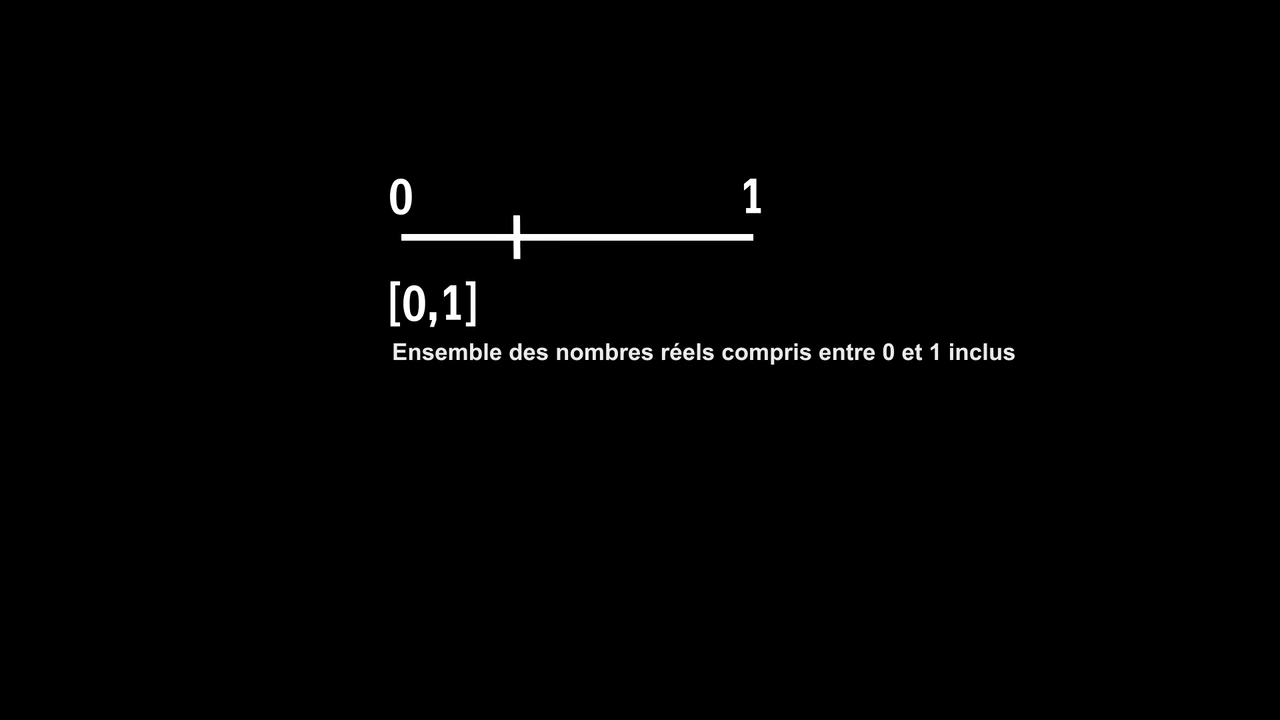 0 1
[0,1]
Ensemble des nombres réels compris entre 0 et 1 inclus